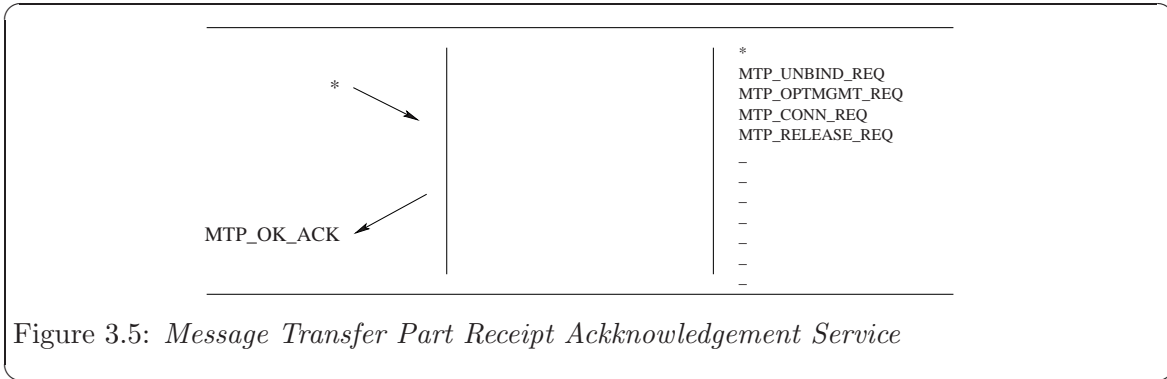 *
MTP_UNBIND_REQ
MTP_OPTMGMT_REQ
MTP_CONN_REQ
MTP_RELEASE_REQ
–
–
–
–
–
–
–
*
MTP_OK_ACK
Figure 3.5: Message Transfer Part Receipt Ackknowledgement Service